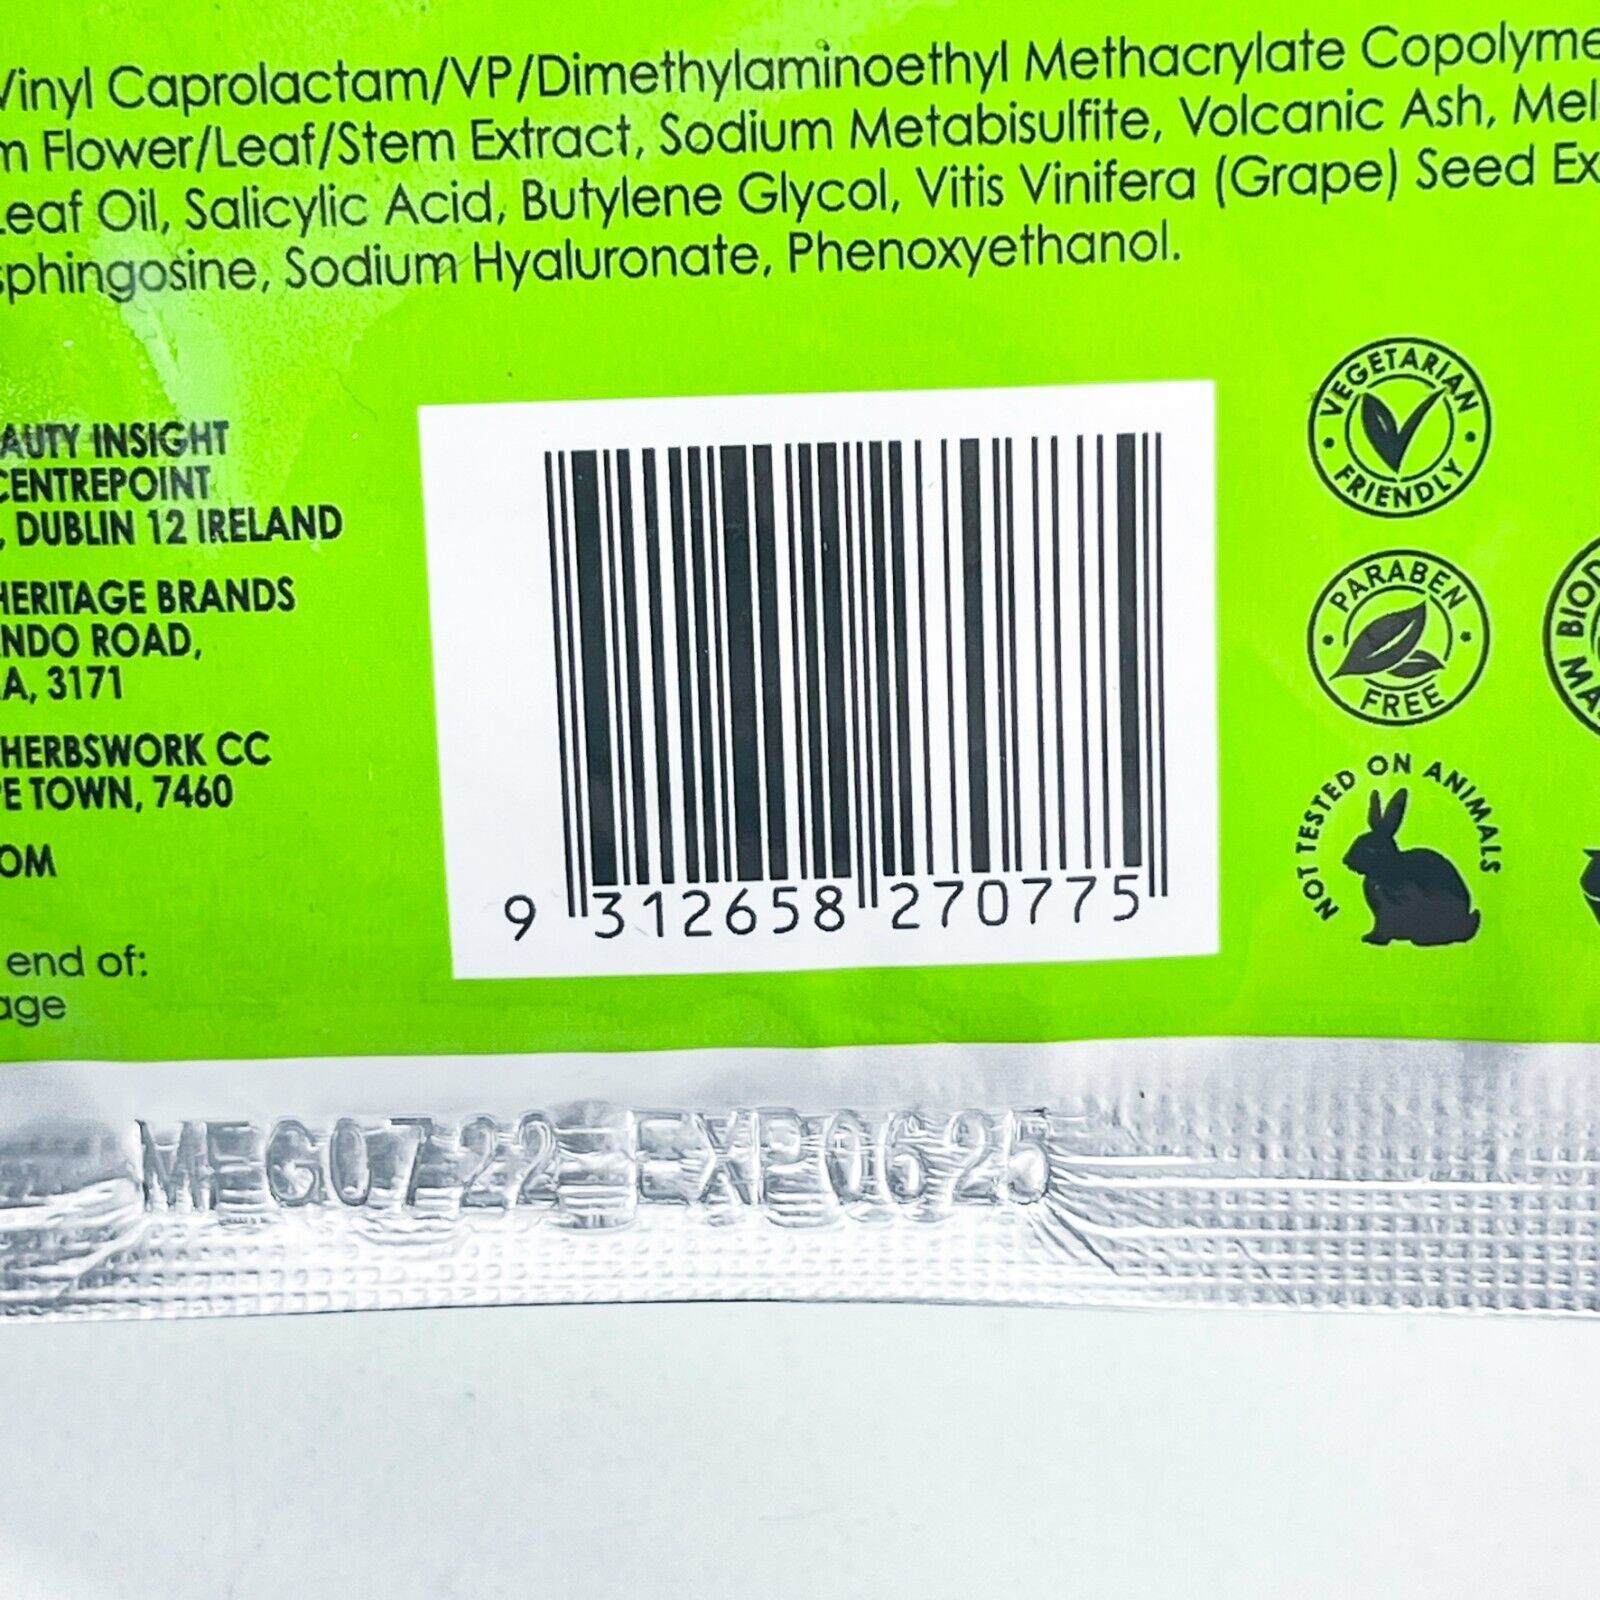 Vinyl Caprolactam/VP/Dimethylaminoethyl Methacrylate Copolyme
m Flower/Leaf/Stem Extract, Sodium Metabisulfite, Volcanic Ash, Mel
Leaf Oil, Salicylic Acid, Butylene Glycol, Vitis Vinifera (Grape) Seed Ex
sphingosine, Sodium Hyaluronate, Phenoxyethanol.
AUTY INSIGHT
CENTREPOINT
, DUBLIN 12 IRELAND
HERITAGE BRANDS
NDO ROAD,
A, 3171
HERBSWORK CC
E TOWN, 7460
OM
end of:
age
9 312658 270775
VEGETARIAN
FRIENDLY
PARABEN
FREE
NOT TESTED ON ANIMALS
BIOD
MA
MFG0722 EXP0625